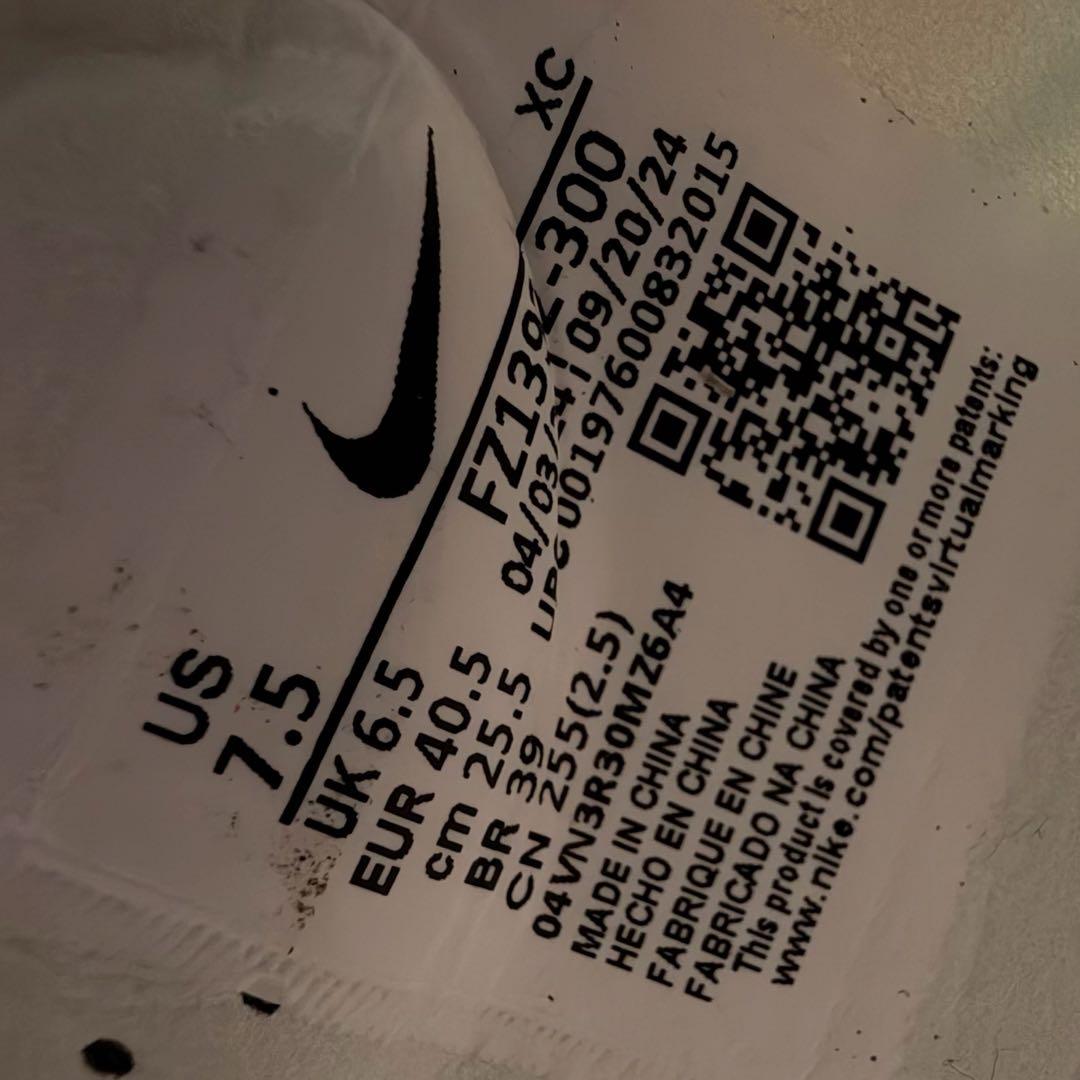 US
7.5
XC
UK 6.5
EUR 40.5
cm 25.5
BR 39
CN 255(2.5)
04VN3R30MZ6A4
FZ1392-300
04/03/24 | 09/20/24
UPC 00197600832015
MADE IN CHINA
HECHO EN CHINA
FABRIQUE EN CHINE
FABRICADO NA CHINA
This product is covered by one or more patents:
www.nike.com/patentsvirtualmarking